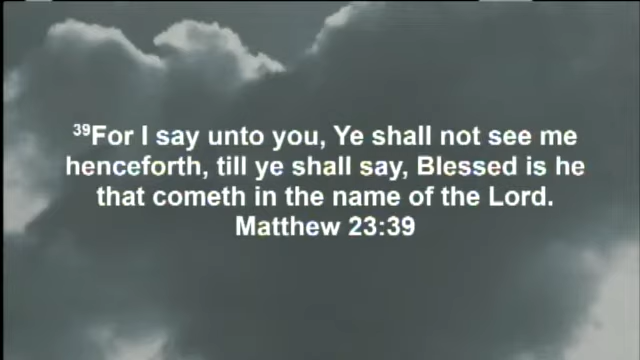 ³⁹For I say unto you, Ye shall not see me
henceforth, till ye shall say, Blessed is he
that cometh in the name of the Lord.
Matthew 23:39